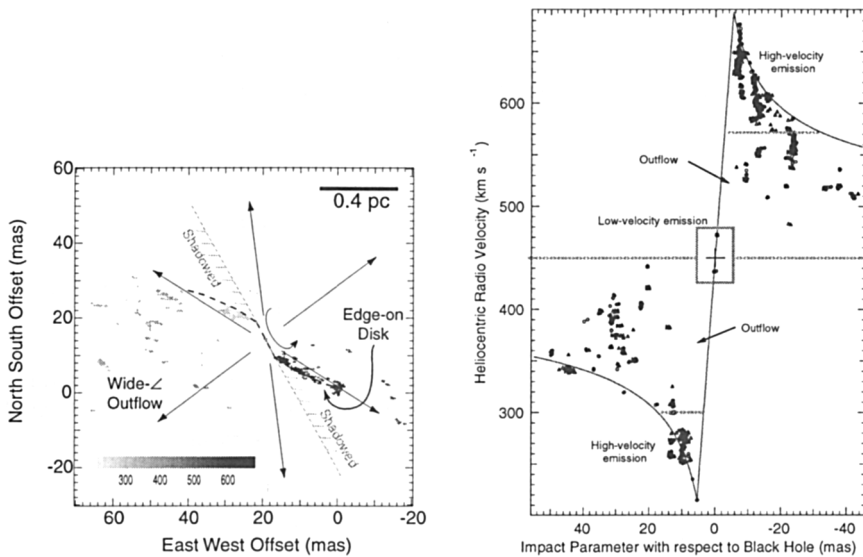 60
40
20
0
-20
60
40
20
0
-20
North South Offset (mas)
East West Offset (mas)
0.4 pc
Shadowed
Edge-on
Disk
Wide-∠
Outflow
Shadowed
300
400
500
600
600
500
400
300
40
20
0
-20
-40
Heliocentric Radio Velocity (km s⁻¹)
Impact Parameter with respect to Black Hole (mas)
High-velocity
emission
Outflow
Low-velocity emission
Outflow
High-velocity
emission